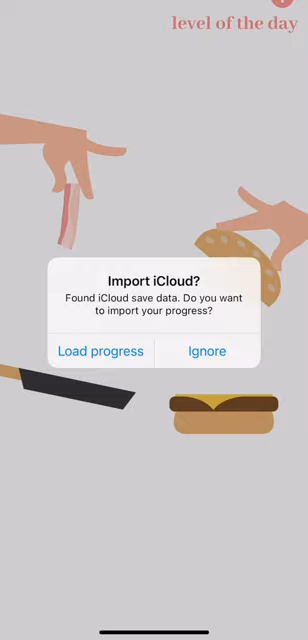 level of the day
Import iCloud?
Found iCloud save data. Do you want
to import your progress?
Load progress
Ignore